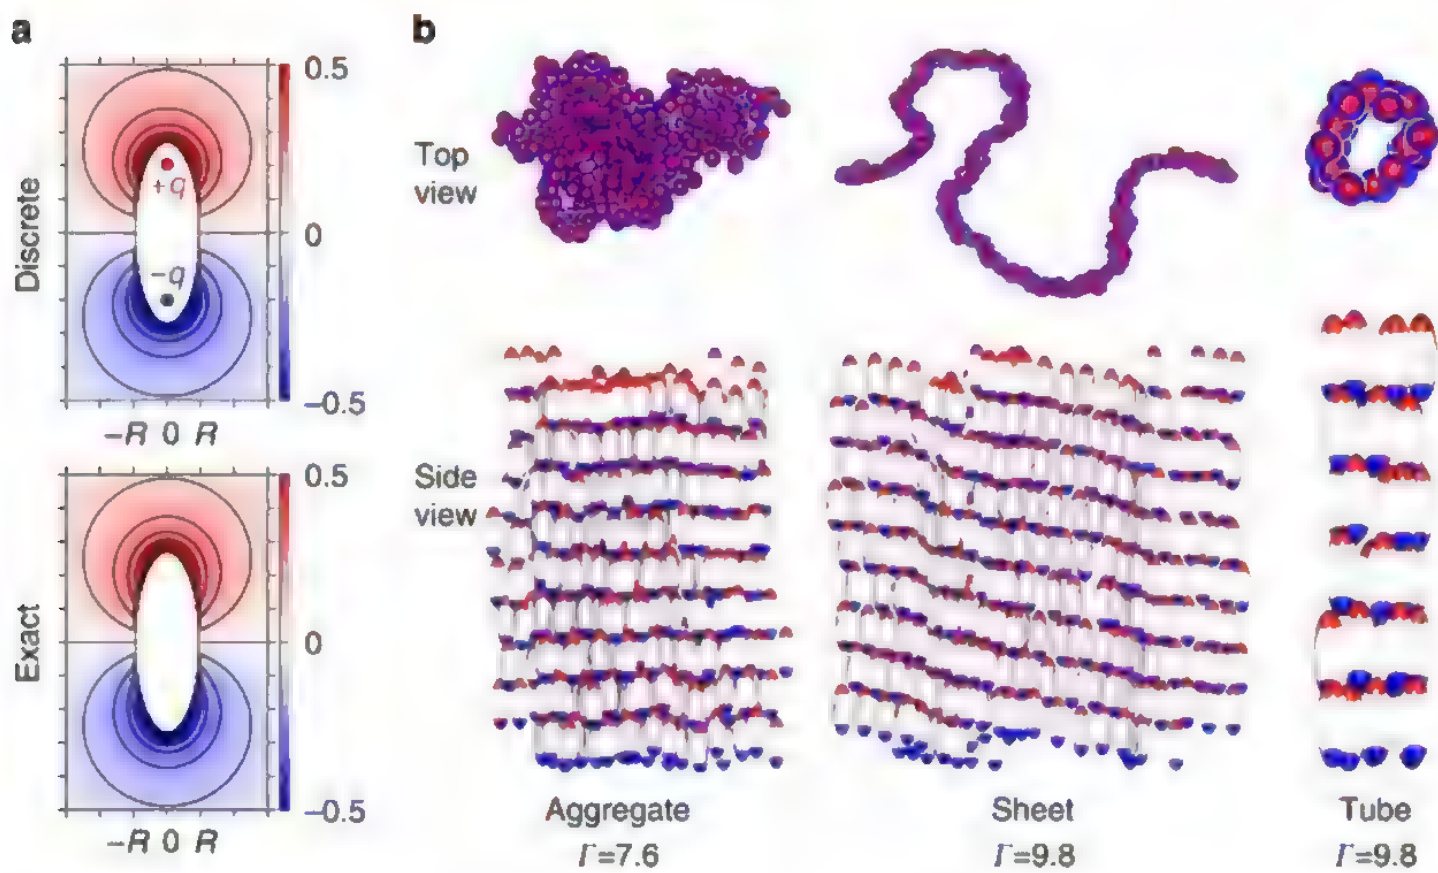 a
b
0.5
+q
Discrete
0
−q
−0.5
−R 0 R
0.5
Exact
0
−0.5
−R 0 R
Top
view
Side
view
Aggregate
Sheet
Tube
Γ=7.6
Γ=9.8
Γ=9.8